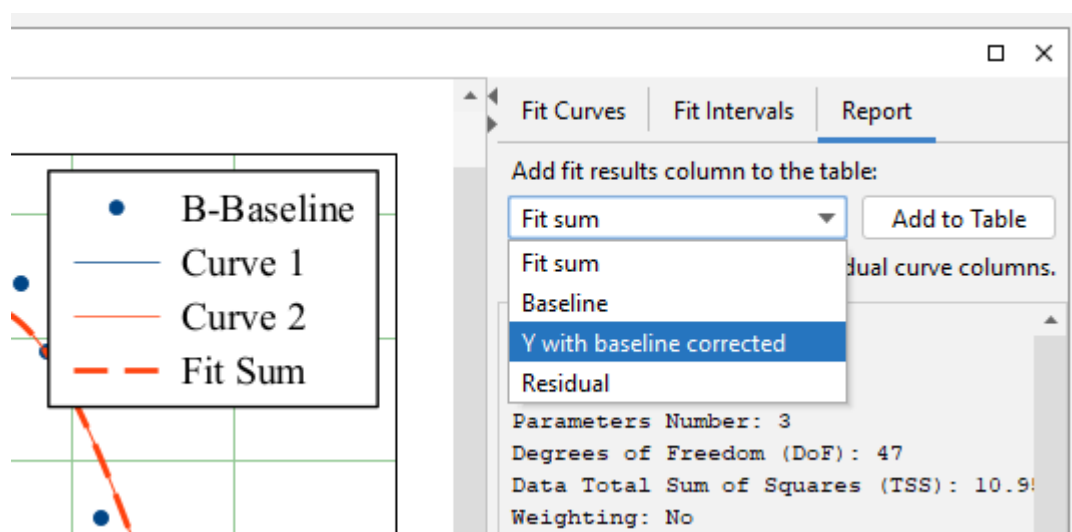 Fit Curves
Fit Intervals
Report
Add fit results column to the table:
Fit sum
Add to Table
Fit sum
Baseline
Y with baseline corrected
Residual
curve columns.
Parameters Number: 3
Degrees of Freedom (DoF): 47
Data Total Sum of Squares (TSS): 10.9
Weighting: No
B-Baseline
Curve 1
Curve 2
Fit Sum